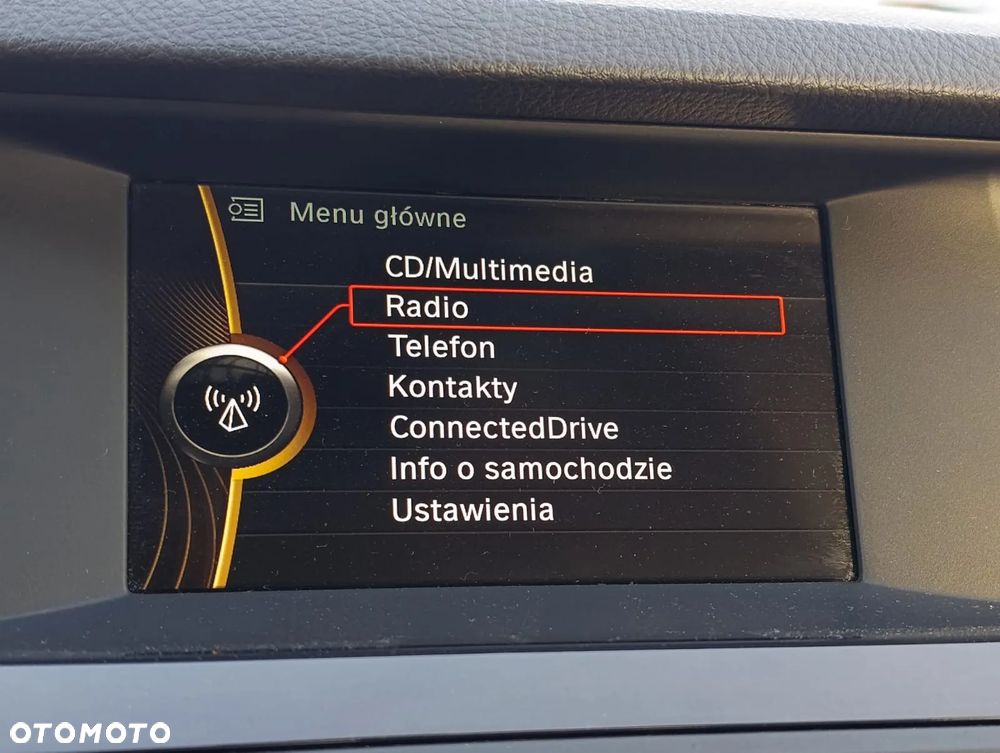 Menu główne
CD/Multimedia
Radio
Telefon
Kontakty
ConnectedDrive
Info o samochodzie
Ustawienia
OTOMOTO